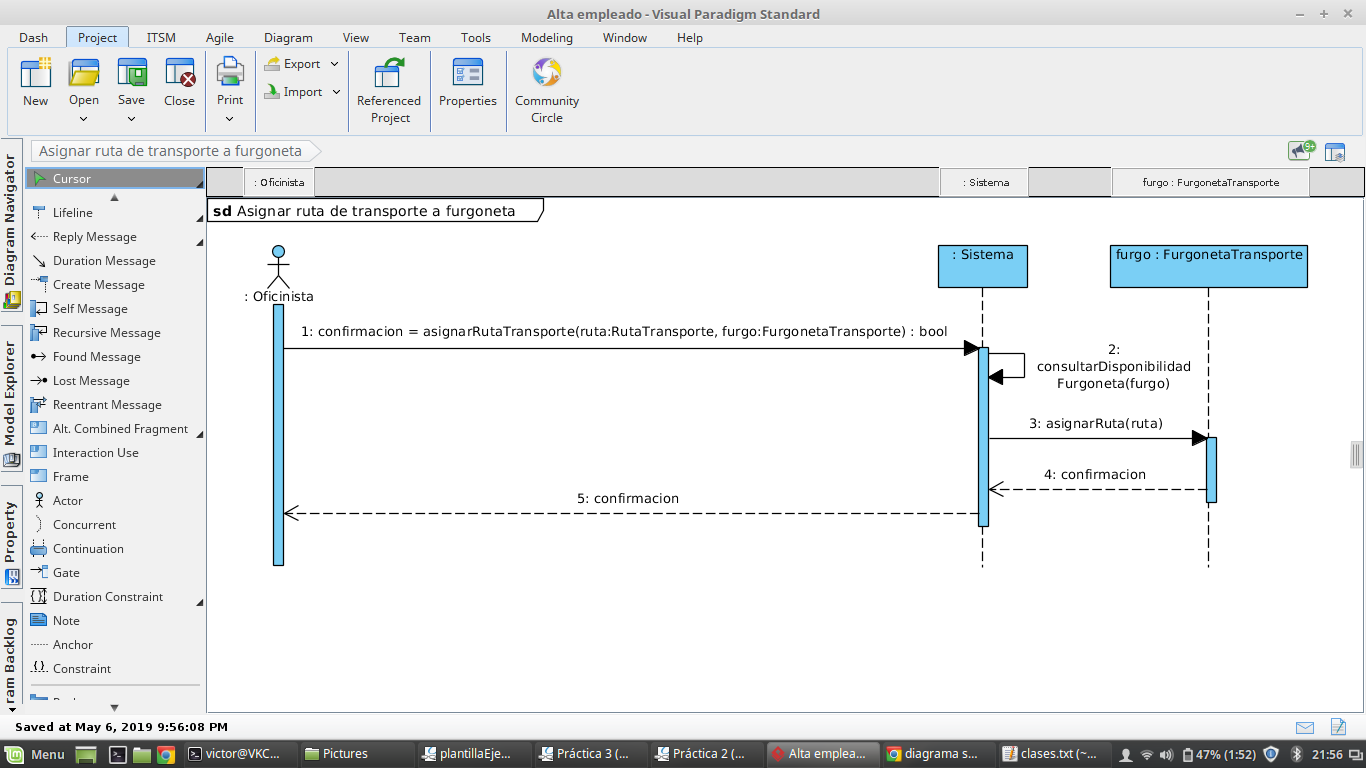 Alta empleado - Visual Paradigm Standard
Dash Project ITSM Agile Diagram View Team Tools Modeling Window Help
New Open Save Close Print Export Import Referenced Project Properties Community Circle
Asignar ruta de transporte a furgoneta
9+
Diagram Navigator
Model Explorer
Property
ram Backlog
Cursor
Lifeline
Reply Message
Duration Message
Create Message
Self Message
Recursive Message
Found Message
Lost Message
Reentrant Message
Alt. Combined Fragment
Interaction Use
Frame
Actor
Concurrent
Continuation
Gate
Duration Constraint
Note
Anchor
Constraint
: Oficinista : Sistema furgo : FurgonetaTransporte
sd Asignar ruta de transporte a furgoneta
: Sistema furgo : FurgonetaTransporte
: Oficinista
1: confirmacion = asignarRutaTransporte(ruta:RutaTransporte, furgo:FurgonetaTransporte) : bool
2:
consultarDisponibilidad
Furgoneta(furgo)
3: asignarRuta(ruta)
4: confirmacion
5: confirmacion
Saved at May 6, 2019 9:56:08 PM
Menu victor@VKC... Pictures plantillaEje... Práctica 3 (... Práctica 2 (... Alta emplea... diagrama s... clases.txt (~... 47% (1:52) 21:56